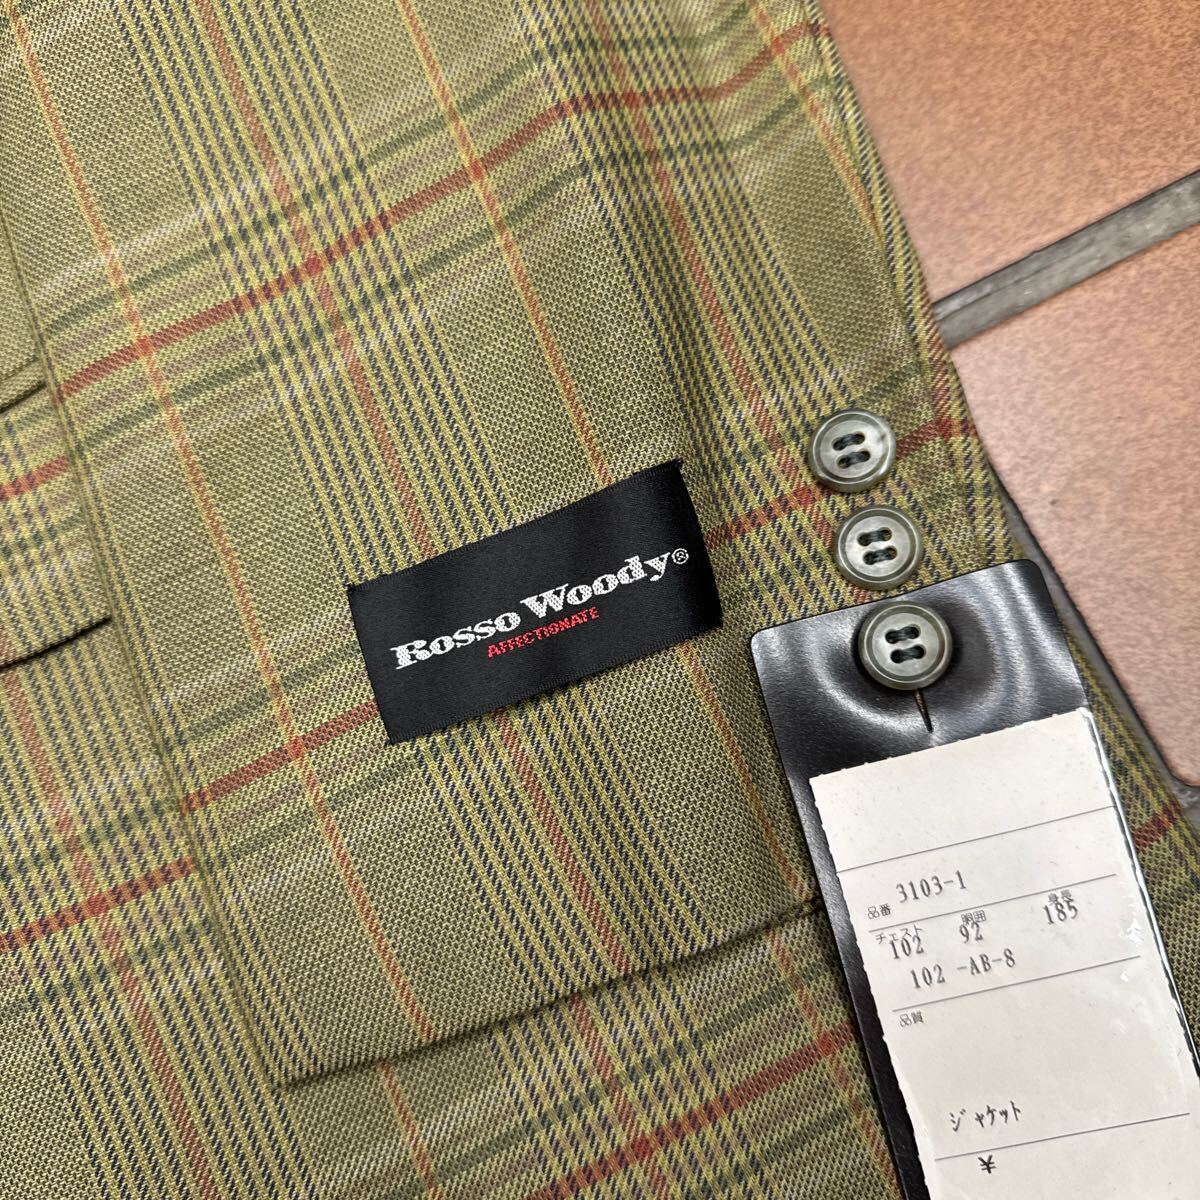 Rosso Woody®
AFFECTIONATE
品番 3103-1
チェスト 胴囲 身長
102 92 185
102 -AB-8
品質
ジャケット
¥